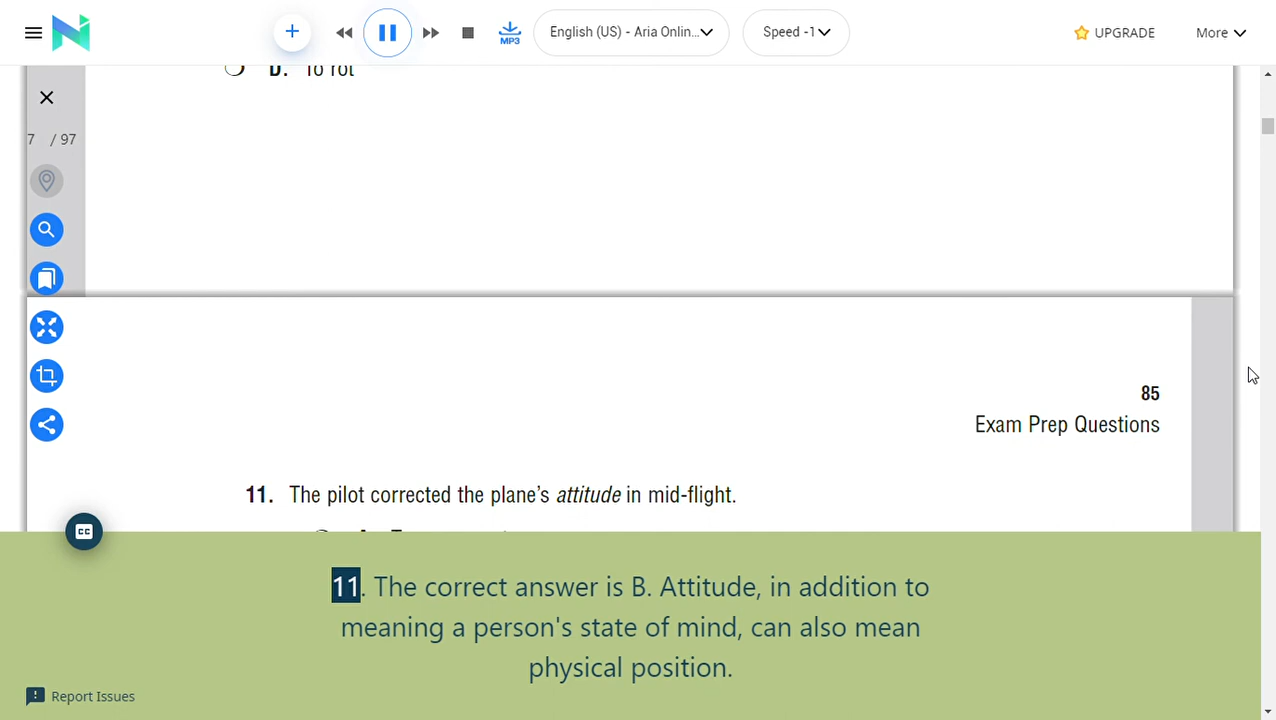 MP3
English (US) - Aria Onlin...
Speed -1
UPGRADE
More
D. To rot
7 / 97
85
Exam Prep Questions
11. The pilot corrected the plane's attitude in mid-flight.
CC
11. The correct answer is B. Attitude, in addition to
meaning a person's state of mind, can also mean
physical position.
Report Issues